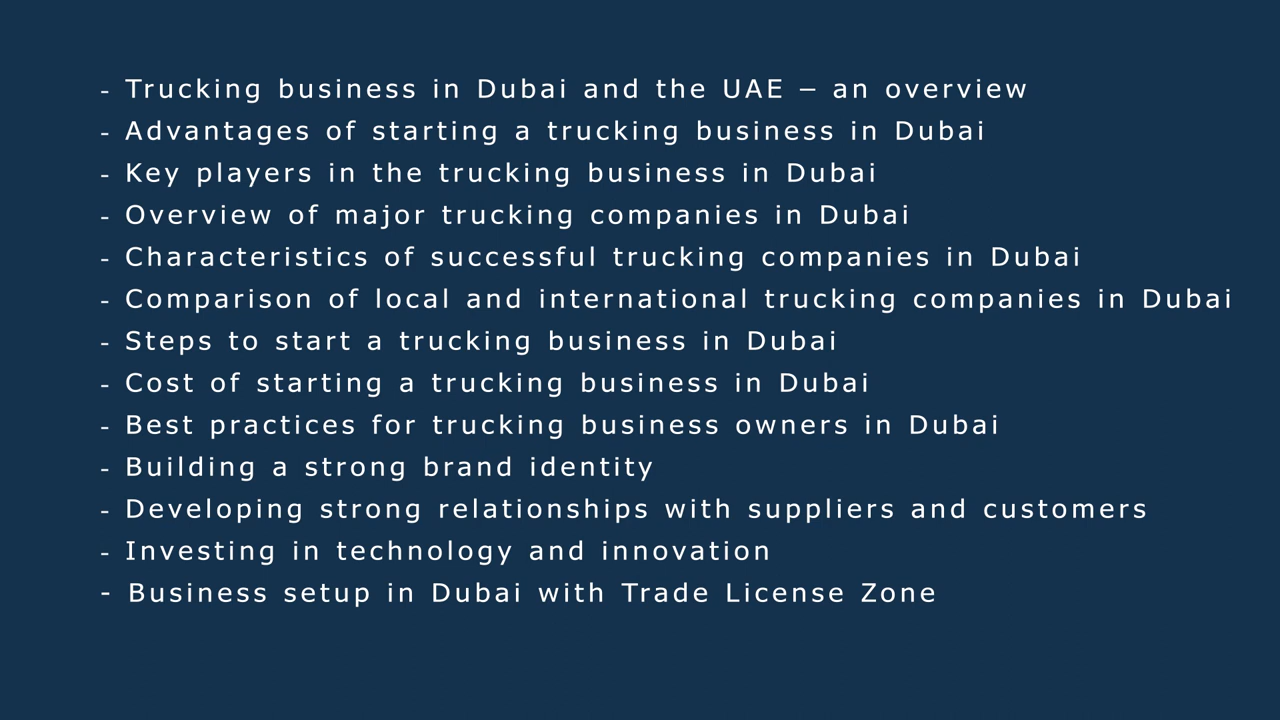 - Trucking business in Dubai and the UAE – an overview
- Advantages of starting a trucking business in Dubai
- Key players in the trucking business in Dubai
- Overview of major trucking companies in Dubai
- Characteristics of successful trucking companies in Dubai
- Comparison of local and international trucking companies in Dubai
- Steps to start a trucking business in Dubai
- Cost of starting a trucking business in Dubai
- Best practices for trucking business owners in Dubai
- Building a strong brand identity
- Developing strong relationships with suppliers and customers
- Investing in technology and innovation
- Business setup in Dubai with Trade License Zone